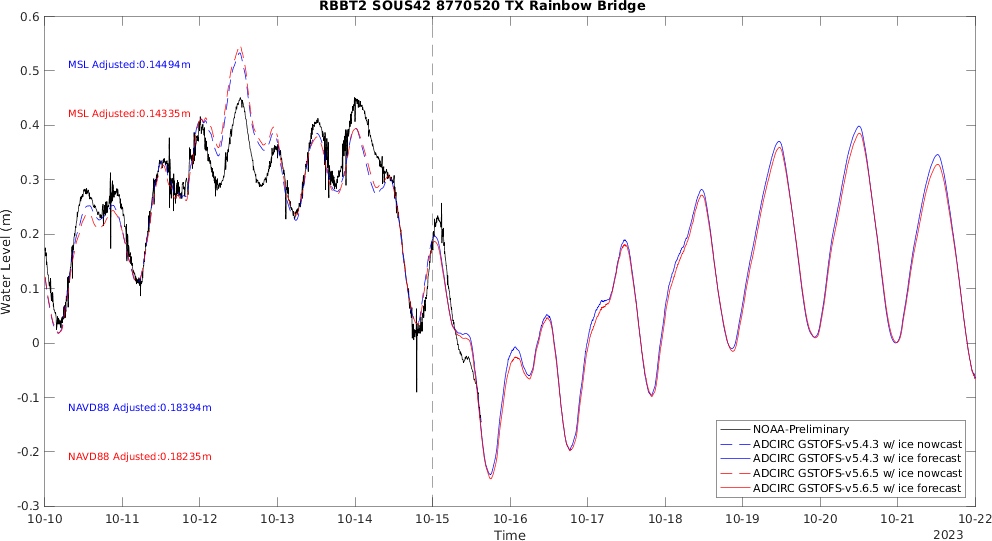 RBBT2 SOUS42 8770520 TX Rainbow Bridge
0.6
0.5
0.4
0.3
0.2
0.1
0
-0.1
-0.2
-0.3
Water Level (m)
MSL Adjusted:0.14494m
MSL Adjusted:0.14335m
NAVD88 Adjusted:0.18394m
NAVD88 Adjusted:0.18235m
NOAA-Preliminary
ADCIRC GSTOFS-v5.4.3 w/ ice nowcast
ADCIRC GSTOFS-v5.4.3 w/ ice forecast
ADCIRC GSTOFS-v5.6.5 w/ ice nowcast
ADCIRC GSTOFS-v5.6.5 w/ ice forecast
10-10 10-11 10-12 10-13 10-14 10-15 10-16 10-17 10-18 10-19 10-20 10-21 10-22
Time
2023